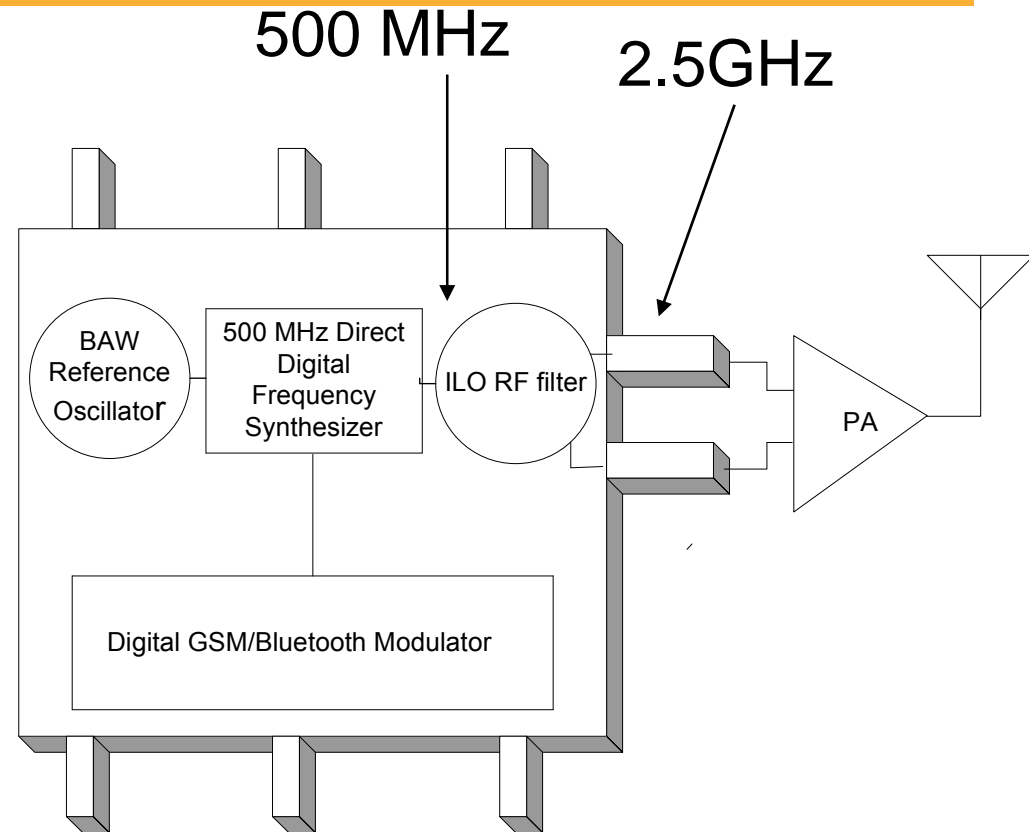 500 MHz
2.5GHz
BAW
Reference
Oscillator
500 MHz Direct
Digital
Frequency
Synthesizer
ILO RF filter
PA
Digital GSM/Bluetooth Modulator